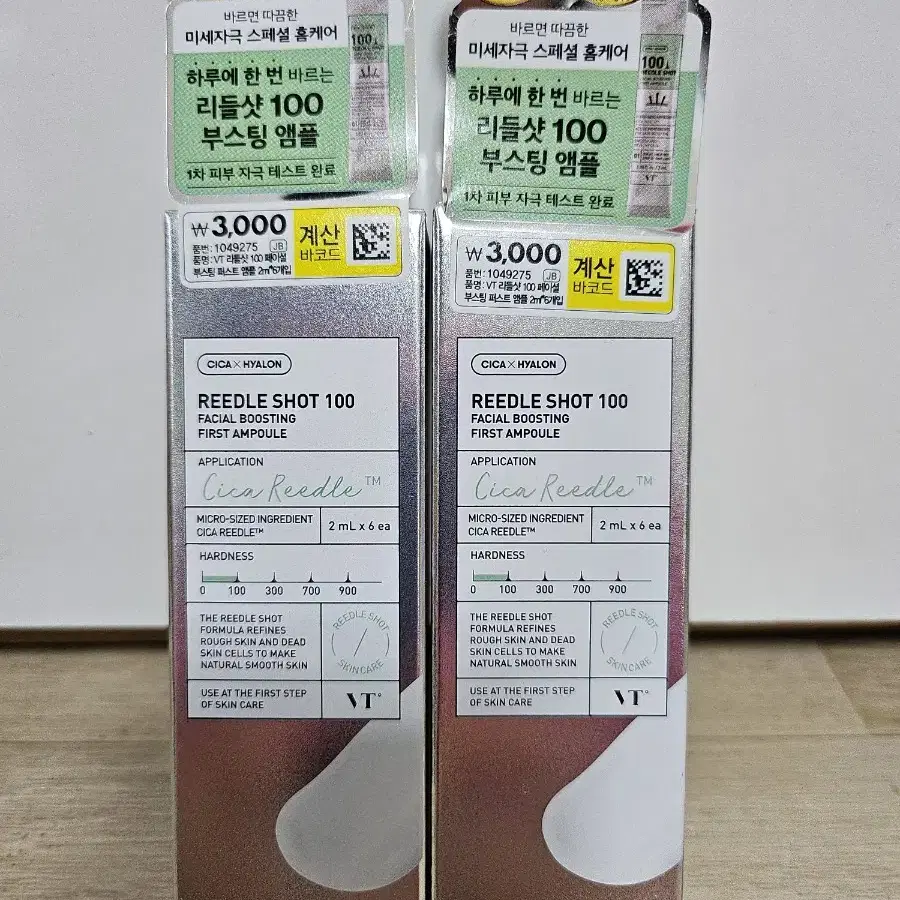 바르면 따끔한
미세자극 스페셜 홈케어
하루에 한 번 바르는
리들샷 100
부스팅 앰플
1차 피부 자극 테스트 완료
100
₩3,000
품번: 1049275 JB
품명: VT 리들샷 100 페이셜
부스팅 퍼스트 앰플 2ml*6개입
계산
바코드
CICA×HYALON
REEDLE SHOT 100
FACIAL BOOSTING
FIRST AMPOULE
APPLICATION
Cica Reedle™
MICRO-SIZED INGREDIENT
CICA REEDLE™
2 mL x 6 ea
HARDNESS
0 100 300 700 900
THE REEDLE SHOT
FORMULA REFINES
ROUGH SKIN AND DEAD
SKIN CELLS TO MAKE
NATURAL SMOOTH SKIN
REEDLE SHOT
SKINCARE
USE AT THE FIRST STEP
OF SKIN CARE
VT
바르면 따끔한
미세자극 스페셜 홈케어
하루에 한 번 바르는
리들샷 100
부스팅 앰플
1차 피부 자극 테스트 완료
100
REEDLE SHOT
VT
₩3,000
품번: 1049275 JB
품명: VT 리들샷 100 페이셜
부스팅 퍼스트 앰플 2ml*6개입
계산
바코드
CICA×HYALON
REEDLE SHOT 100
FACIAL BOOSTING
FIRST AMPOULE
APPLICATION
Cica Reedle™
MICRO-SIZED INGREDIENT
CICA REEDLE™
2 mL x 6 ea
HARDNESS
0 100 300 700 900
THE REEDLE SHOT
FORMULA REFINES
ROUGH SKIN AND DEAD
SKIN CELLS TO MAKE
NATURAL SMOOTH SKIN
REEDLE SHOT
SKINCARE
USE AT THE FIRST STEP
OF SKIN CARE
VT